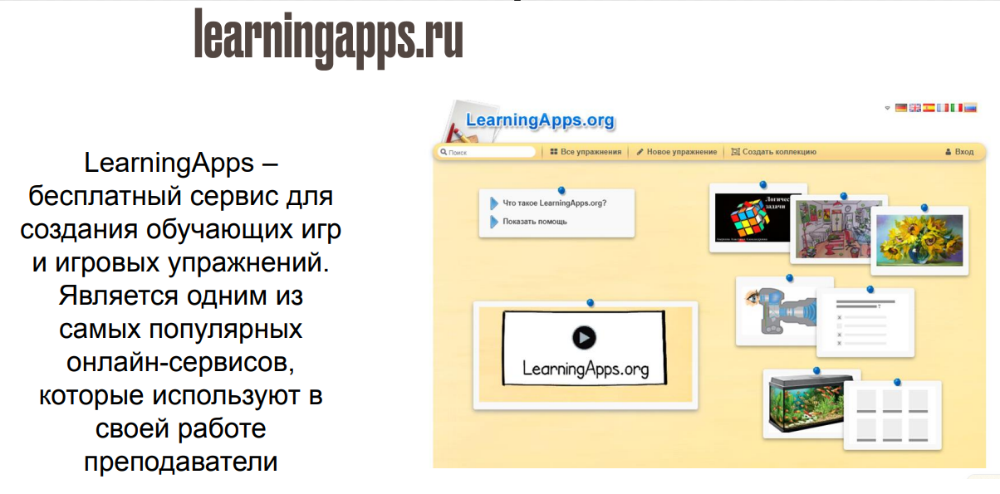 learningapps.ru
LearningApps –
бесплатный сервис для
создания обучающих игр
и игровых упражнений.
Является одним из
самых популярных
онлайн-сервисов,
которые используют в
своей работе
преподаватели
LearningApps.org
Поиск
Все упражнения
Новое упражнение
Создать коллекцию
Вход
Что такое LearningApps.org?
Показать помощь
задачи
?
LearningApps.org